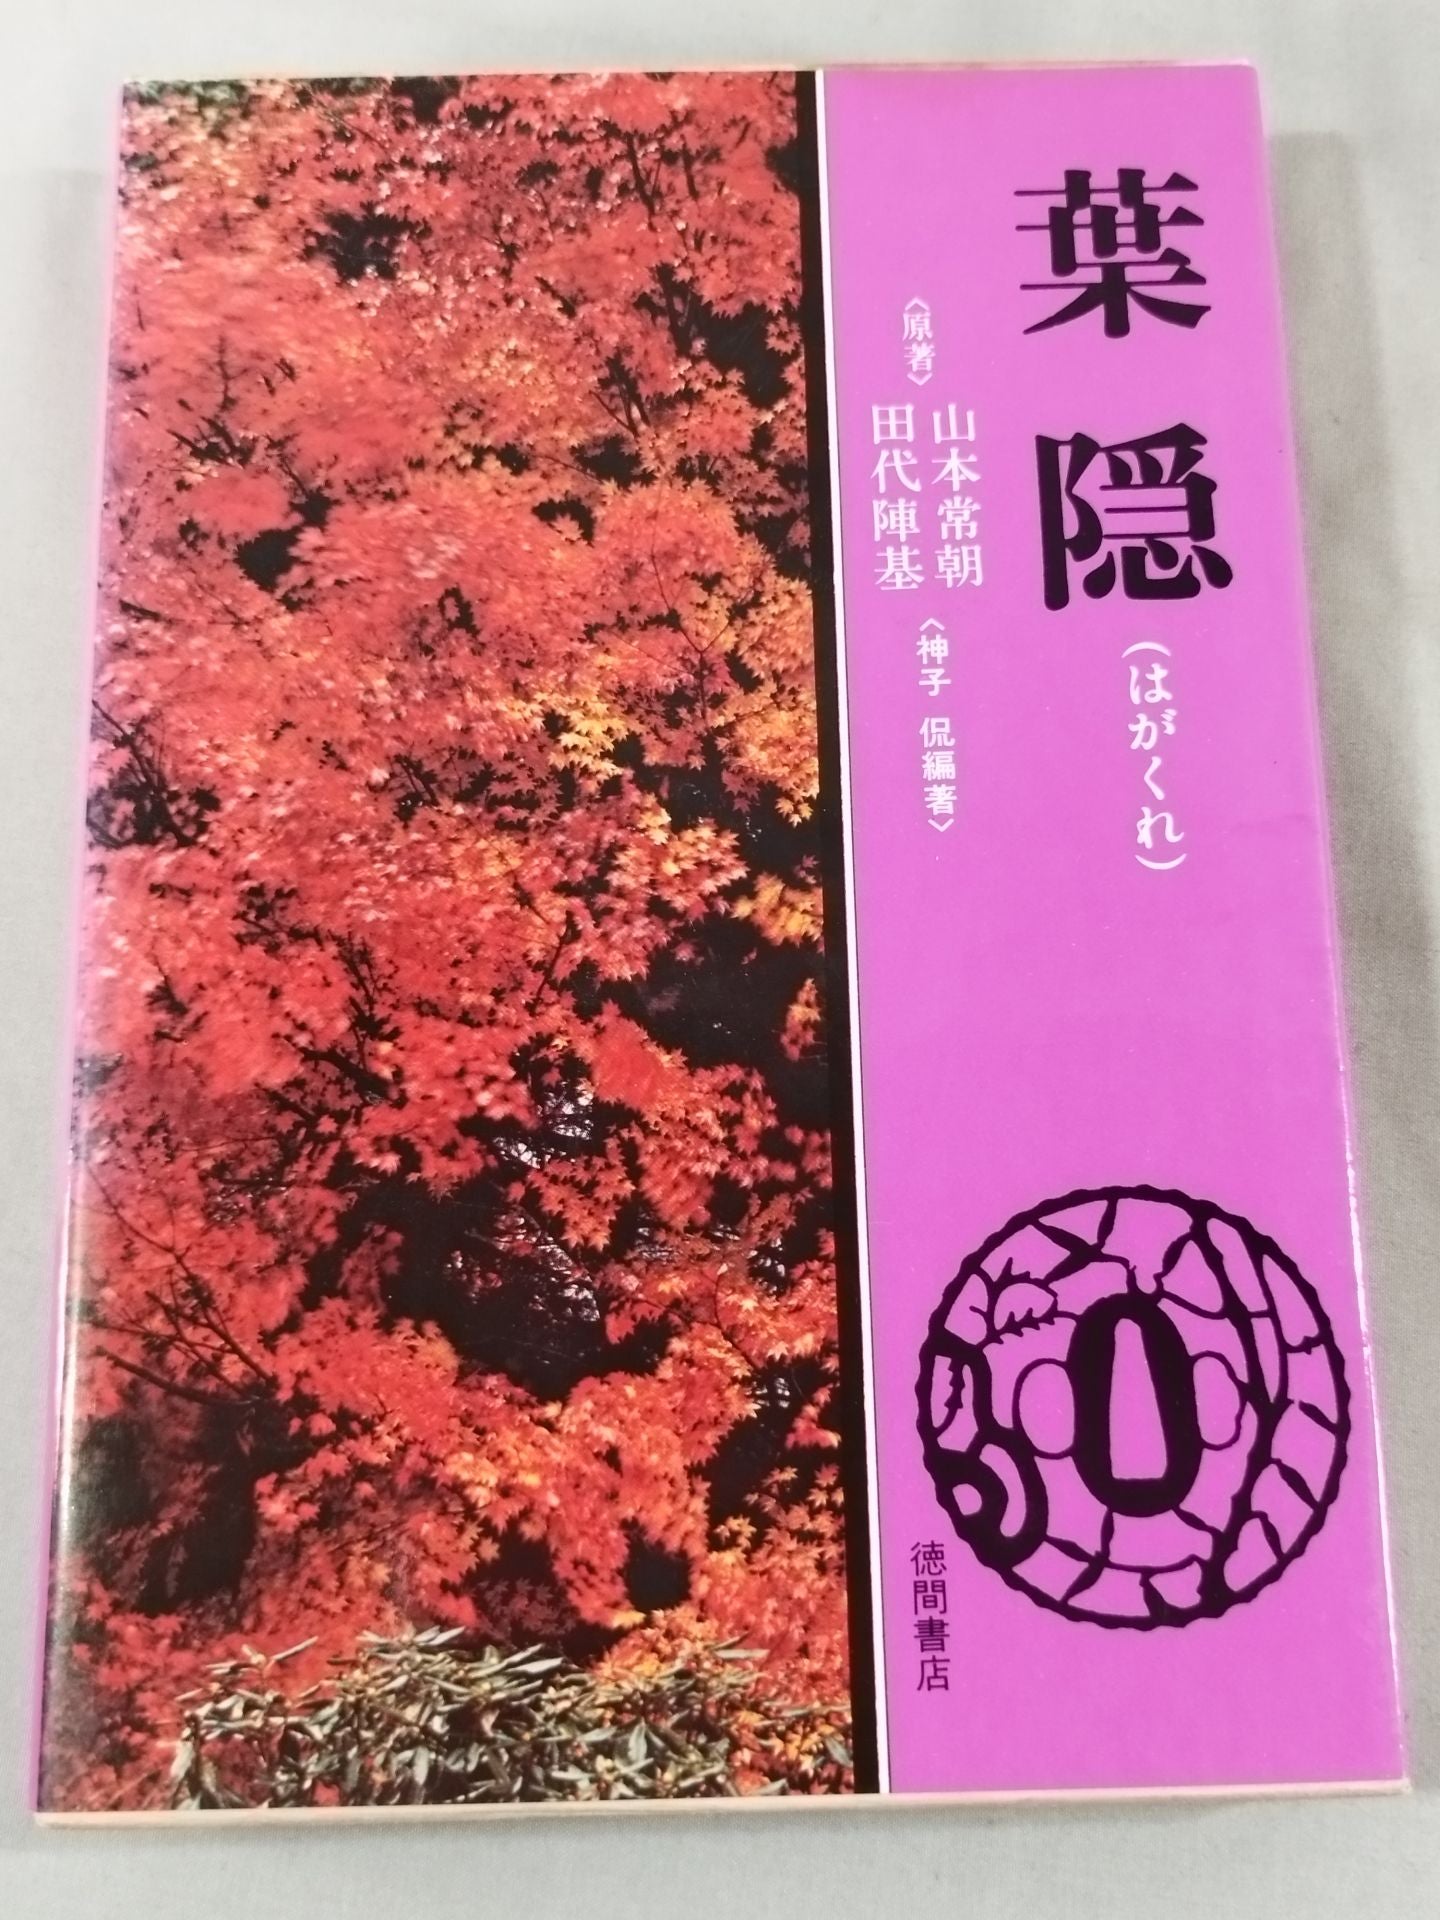 葉隠
(はがくれ)
〈原著〉
山本常朝
田代陣基
〈神子 侃編著〉
徳間書店